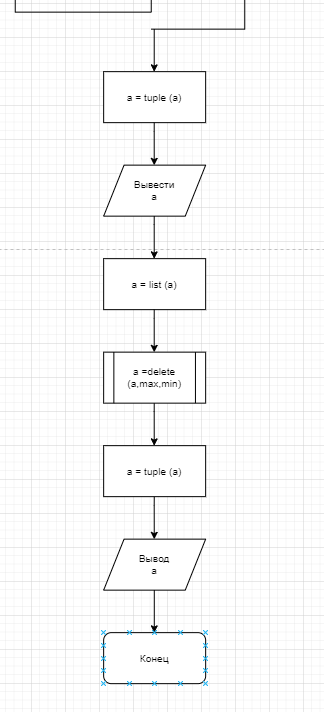 a = tuple (a)
Вывести
a
a = list (a)
a =delete
(a,max,min)
a = tuple (a)
Вывод
a
Конец